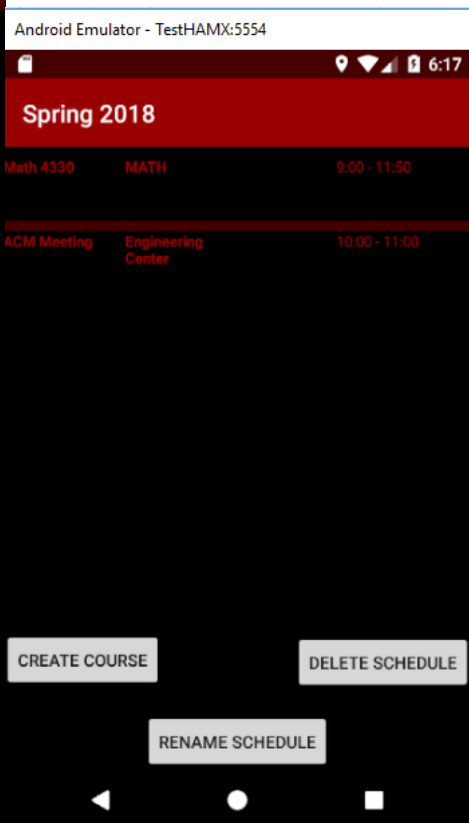 Android Emulator - TestHAMX:5554
6:17
Spring 2018
Math 4330 MATH 9:00 - 11:50
ACM Meeting Engineering 10:00 - 11:00
Center
CREATE COURSE DELETE SCHEDULE
RENAME SCHEDULE